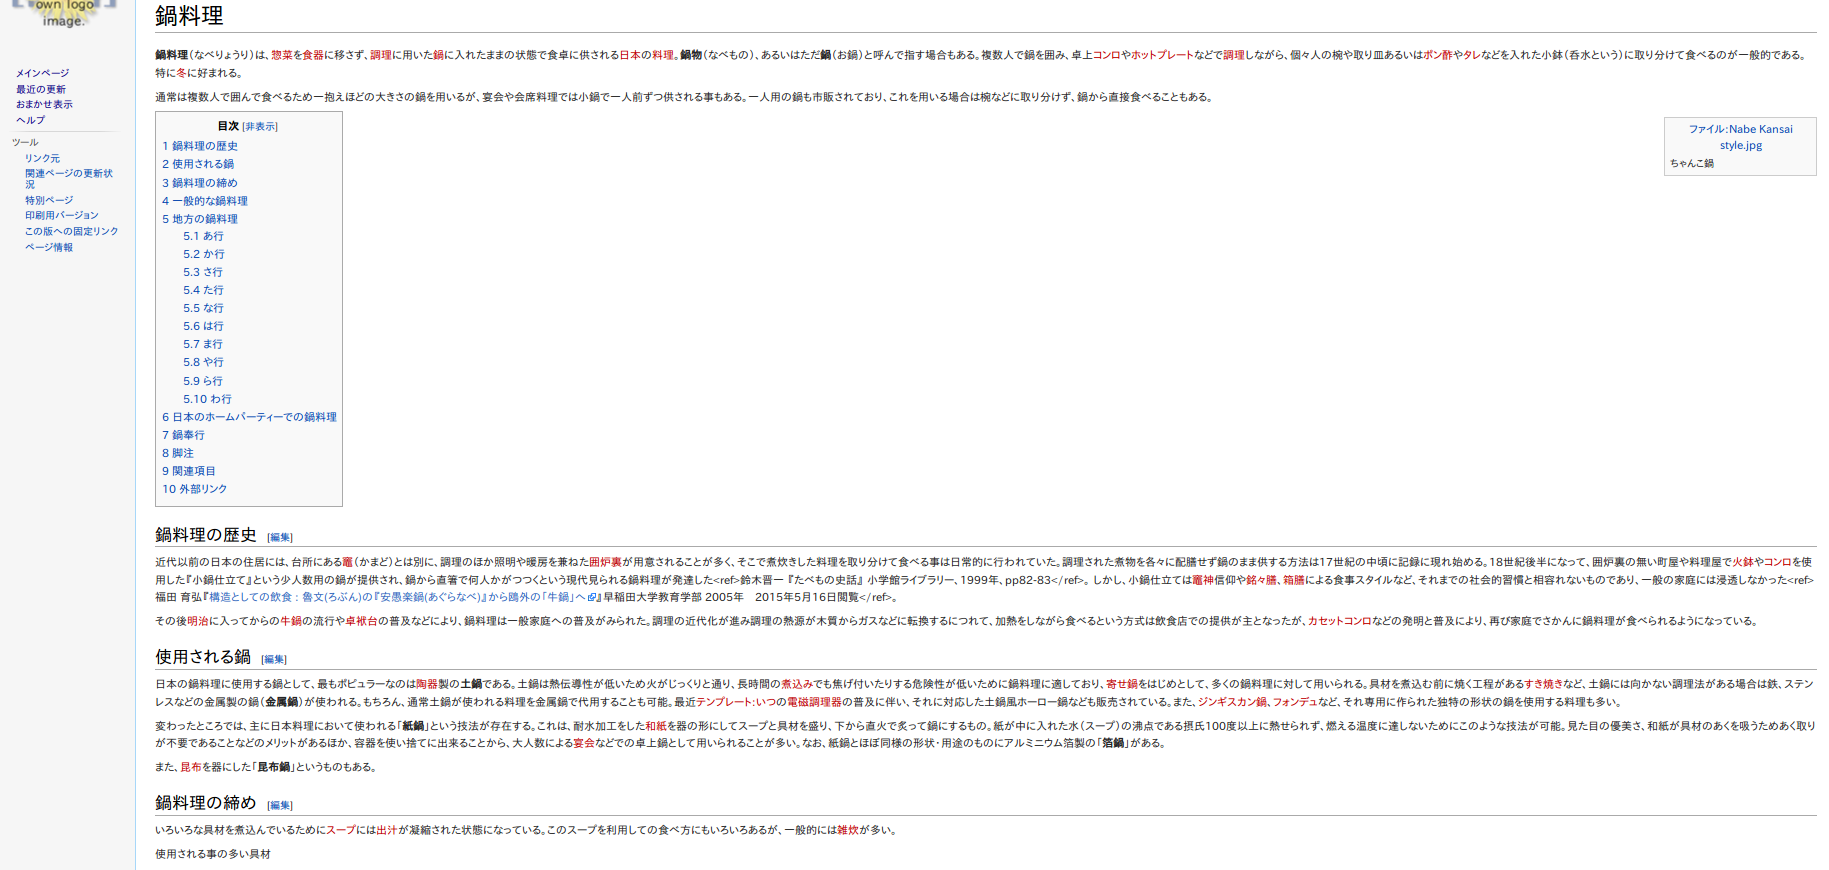 own logo
image.
メインページ
最近の更新
おまかせ表示
ヘルプ
ツール
リンク元
関連ページの更新状
況
特別ページ
印刷用バージョン
この版への固定リンク
ページ情報
鍋料理
鍋料理(なべりょうり)は、惣菜を食器に移さず、調理に用いた鍋に入れたままの状態で食卓に供される日本の料理。鍋物(なべもの)、あるいはただ鍋(お鍋)と呼んで指す場合もある。複数人で鍋を囲み、卓上コンロやホットプレートなどで調理しながら、個々人の椀や取り皿あるいはポン酢やタレなどを入れた小鉢(呑水という)に取り分けて食べるのが一般的である。
特に冬に好まれる。
通常は複数人で囲んで食べるため一抱えほどの大きさの鍋を用いるが、宴会や会席料理では小鍋で一人前ずつ供される事もある。一人用の鍋も市販されており、これを用いる場合は椀などに取り分けず、鍋から直接食べることもある。
目次 [非表示]
1 鍋料理の歴史
2 使用される鍋
3 鍋料理の締め
4 一般的な鍋料理
5 地方の鍋料理
5.1 あ行
5.2 か行
5.3 さ行
5.4 た行
5.5 な行
5.6 は行
5.7 ま行
5.8 や行
5.9 ら行
5.10 わ行
6 日本のホームパーティーでの鍋料理
7 鍋奉行
8 脚注
9 関連項目
10 外部リンク
ファイル:Nabe Kansai
style.jpg
ちゃんこ鍋
鍋料理の歴史 [編集]
近代以前の日本の住居には、台所にある竈(かまど)とは別に、調理のほか照明や暖房を兼ねた囲炉裏が用意されることが多く、そこで煮炊きした料理を取り分けて食べる事は日常的に行われていた。調理された煮物を各々に配膳せず鍋のまま供する方法は17世紀の中頃に記録に現れ始める。18世紀後半になって、囲炉裏の無い町屋や料理屋で火鉢やコンロを使
用した『小鍋仕立て』という少人数用の鍋が提供され、鍋から直箸で何人かがつつくという現代見られる鍋料理が発達した<ref>鈴木晋一 『たべもの史話』 小学館ライブラリー、1999年、pp82-83</ref>。 しかし、小鍋仕立ては竈神信仰や銘々膳、箱膳による食事スタイルなど、それまでの社会的習慣と相容れないものであり、一般の家庭には浸透しなかった<ref>
福田 育弘『構造としての飲食 : 魯文(ろぶん)の『安愚楽鍋(あぐらなべ)』から鴎外の「牛鍋」へ』早稲田大学教育学部 2005年　2015年5月16日閲覧</ref>。
その後明治に入ってからの牛鍋の流行や卓袱台の普及などにより、鍋料理は一般家庭への普及がみられた。調理の近代化が進み調理の熱源が木質からガスなどに転換するにつれて、加熱をしながら食べるという方式は飲食店での提供が主となったが、カセットコンロなどの発明と普及により、再び家庭でさかんに鍋料理が食べられるようになっている。
使用される鍋 [編集]
日本の鍋料理に使用する鍋として、最もポピュラーなのは陶器製の土鍋である。土鍋は熱伝導性が低いため火がじっくりと通り、長時間の煮込みでも焦げ付いたりする危険性が低いために鍋料理に適しており、寄せ鍋をはじめとして、多くの鍋料理に対して用いられる。具材を煮込む前に焼く工程があるすき焼きなど、土鍋には向かない調理法がある場合は鉄、ステン
レスなどの金属製の鍋(金属鍋)が使われる。もちろん、通常土鍋が使われる料理を金属鍋で代用することも可能。最近テンプレート:いつの電磁調理器の普及に伴い、それに対応した土鍋風ホーロー鍋なども販売されている。また、ジンギスカン鍋、フォンデュなど、それ専用に作られた独特の形状の鍋を使用する料理も多い。
変わったところでは、主に日本料理において使われる「紙鍋」という技法が存在する。これは、耐水加工をした和紙を器の形にしてスープと具材を盛り、下から直火で炙って鍋にするもの。紙が中に入れた水(スープ)の沸点である摂氏100度以上に熱せられず、燃える温度に達しないためにこのような技法が可能。見た目の優美さ、和紙が具材のあくを吸うためあく取り
が不要であることなどのメリットがあるほか、容器を使い捨てに出来ることから、大人数による宴会などでの卓上鍋として用いられることが多い。なお、紙鍋とほぼ同様の形状・用途のものにアルミニウム箔製の「箔鍋」がある。
また、昆布を器にした「昆布鍋」というものもある。
鍋料理の締め [編集]
いろいろな具材を煮込んでいるためにスープには出汁が凝縮された状態になっている。このスープを利用しての食べ方にもいろいろあるが、一般的には雑炊が多い。
使用される事の多い具材